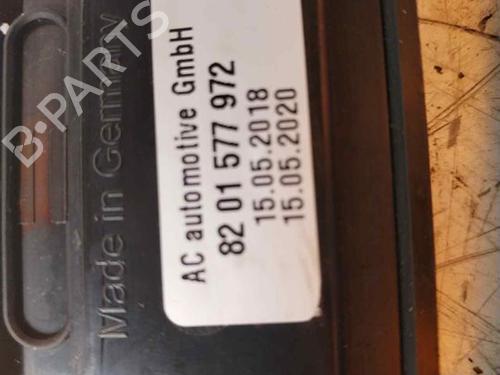 AC automotive GmbH
82 01 577 972
15.05.2018
15.05.2020
Made in Germany
B-PARTS